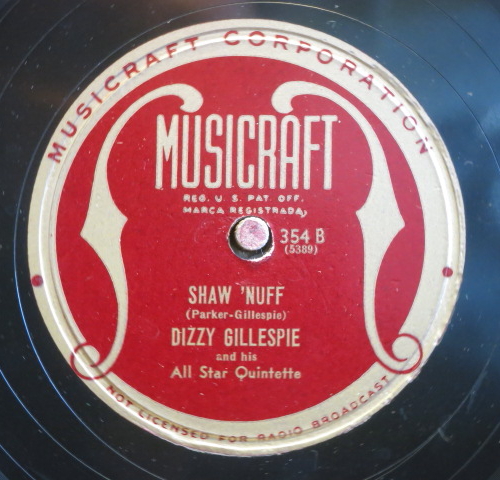 MUSICRAFT CORPORATION
MUSICRAFT
REG. U. S. PAT. OFF.
MARCA REGISTRADA,
354 B
(5389)
SHAW 'NUFF
(Parker-Gillespie)
DIZZY GILLESPIE
and his
All Star Quintette
NOT LICENSED FOR RADIO BROADCAST